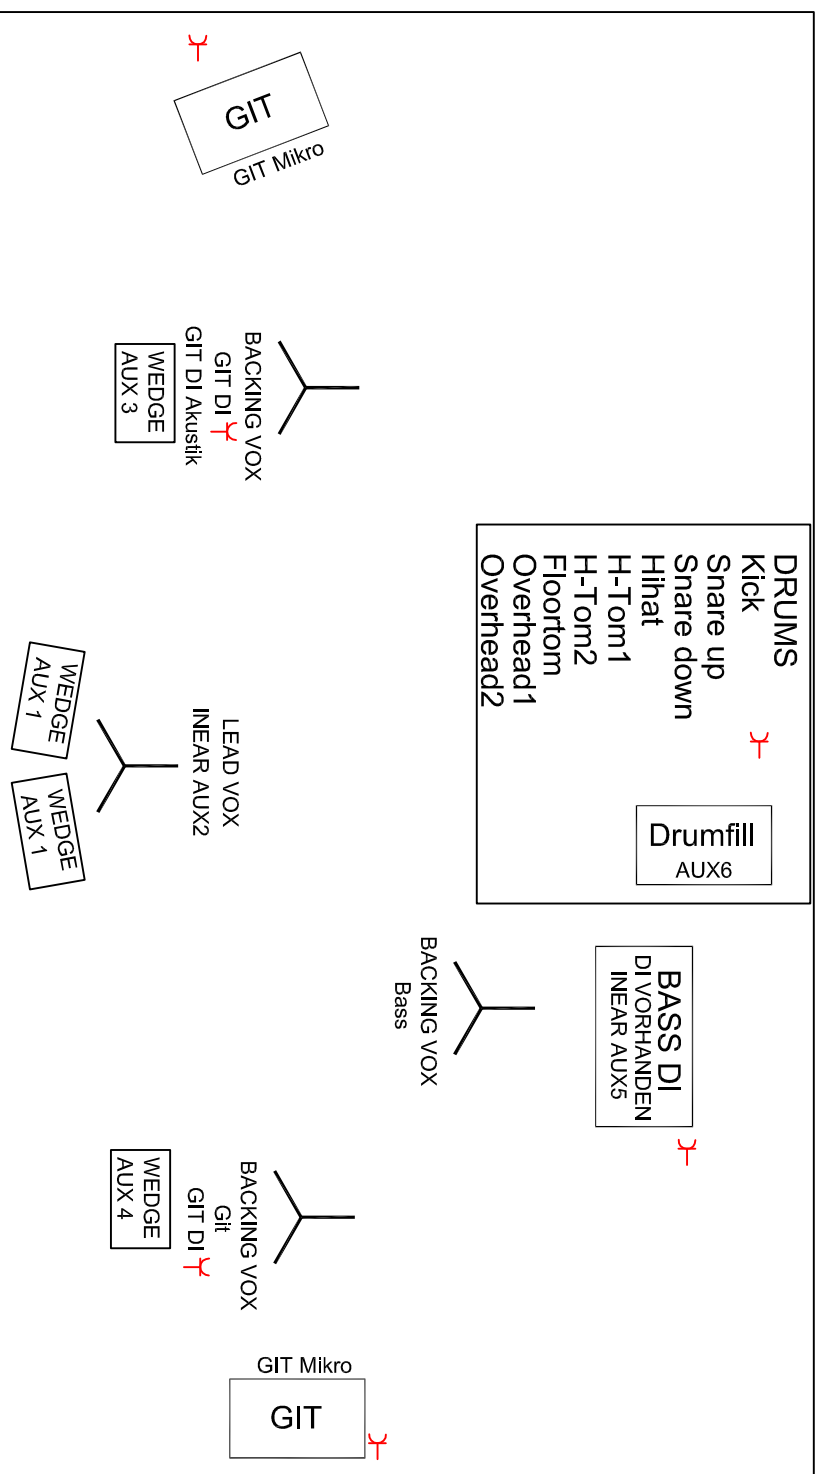 GIT
GIT Mikro
BACKING VOX
GIT DI
GIT DI Akustik
WEDGE
AUX 3
DRUMS
Kick
Snare up
Snare down
Hihat
H-Tom1
H-Tom2
Floortom
Overhead1
Overhead2
Drumfill
AUX6
LEAD VOX
INEAR AUX2
WEDGE
AUX 1
WEDGE
AUX 1
BASS DI
DI VORHANDEN
INEAR AUX5
BACKING VOX
Bass
BACKING VOX
Git
GIT DI
WEDGE
AUX 4
GIT Mikro
GIT